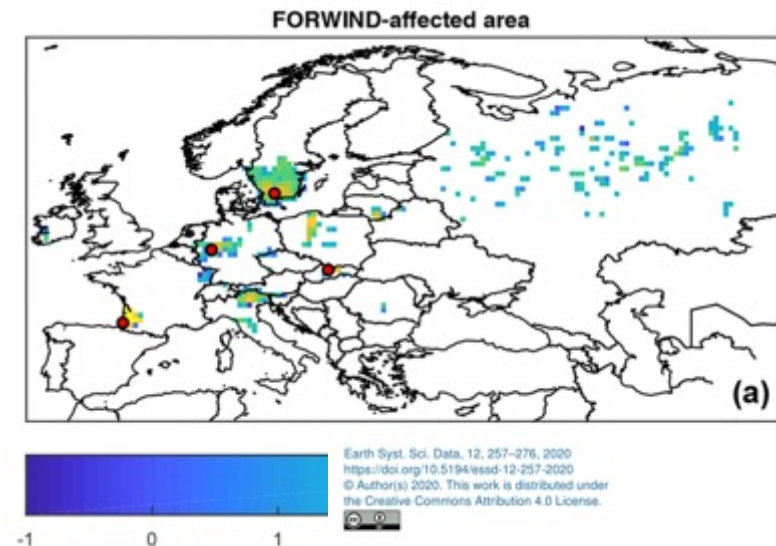 FORWIND-affected area
(a)
Earth Syst. Sci. Data, 12, 257–276, 2020
https://doi.org/10.5194/essd-12-257-2020
© Author(s) 2020. This work is distributed under
the Creative Commons Attribution 4.0 License.
-1 0 1